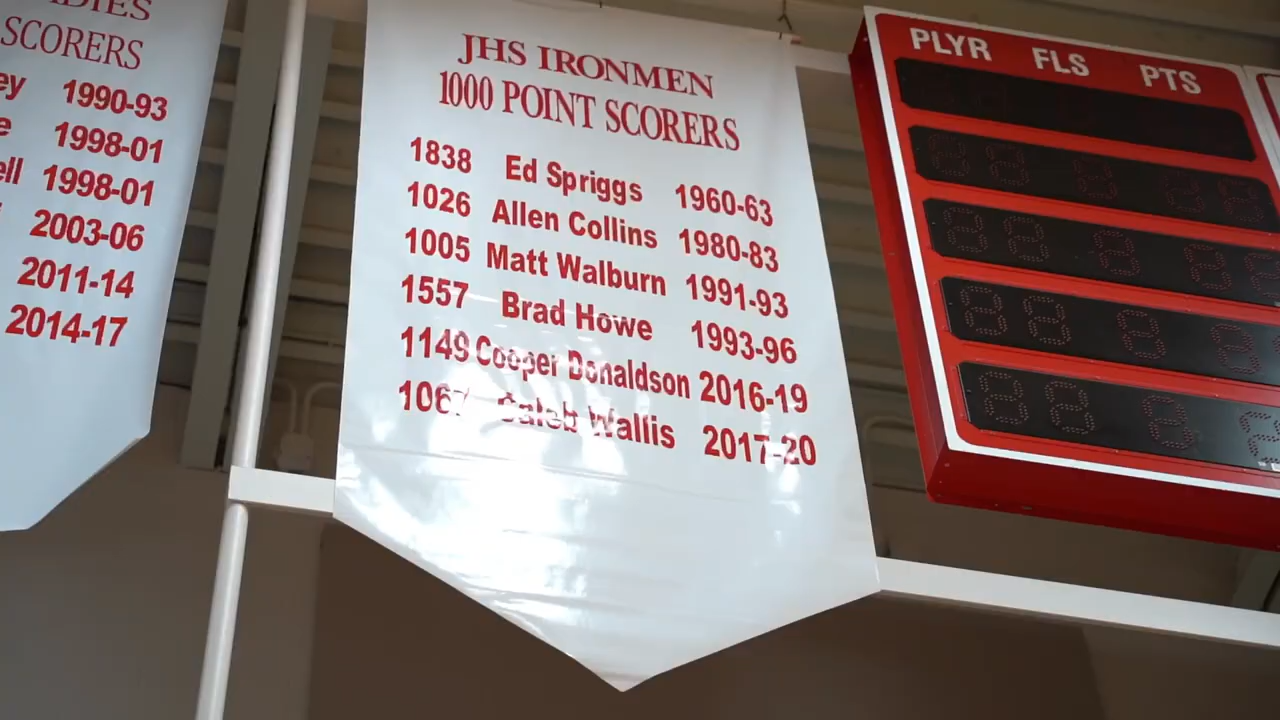 SCORERS
1990-93
1998-01
1998-01
2003-06
2011-14
2014-17
JHS IRONMEN
1000 POINT SCORERS
1838 Ed Spriggs 1960-63
1026 Allen Collins 1980-83
1005 Matt Walburn 1991-93
1557 Brad Howe 1993-96
1149 Cooper Donaldson 2016-19
1067 Caleb Wallis 2017-20
PLYR FLS PTS